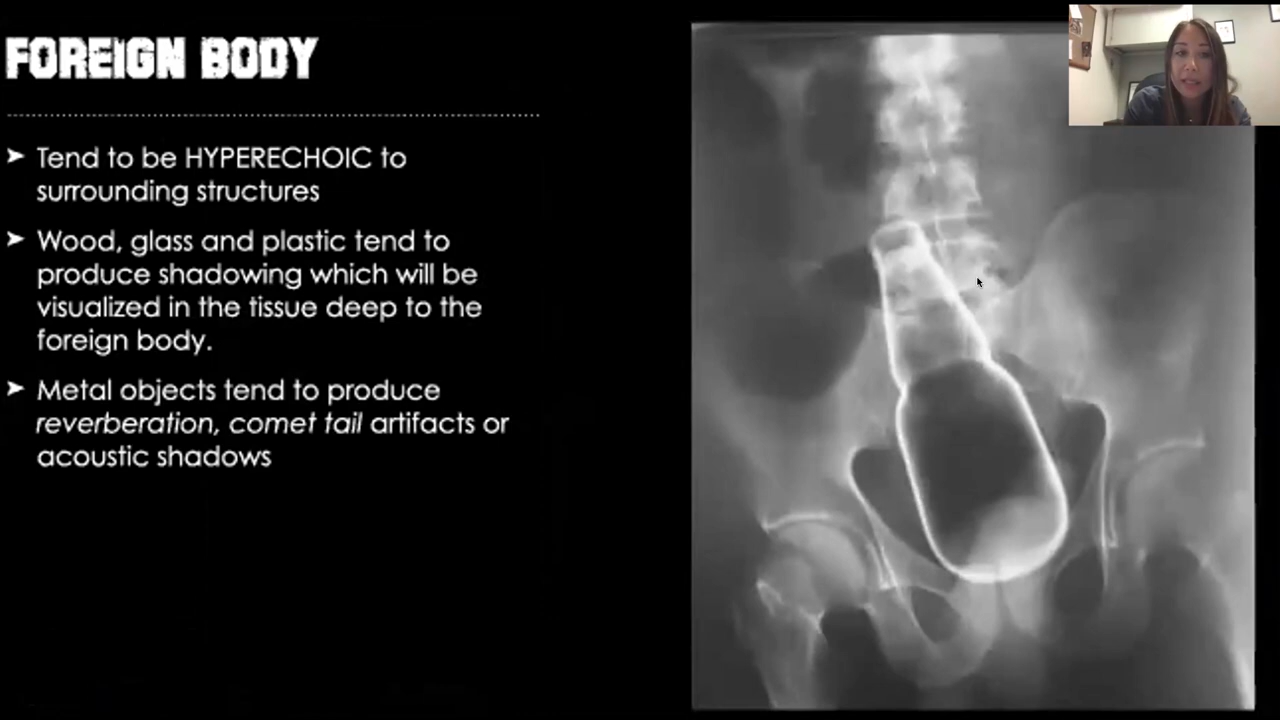 FOREIGN BODY
➤ Tend to be HYPERECHOIC to
surrounding structures
➤ Wood, glass and plastic tend to
produce shadowing which will be
visualized in the tissue deep to the
foreign body.
➤ Metal objects tend to produce
reverberation, comet tail artifacts or
acoustic shadows